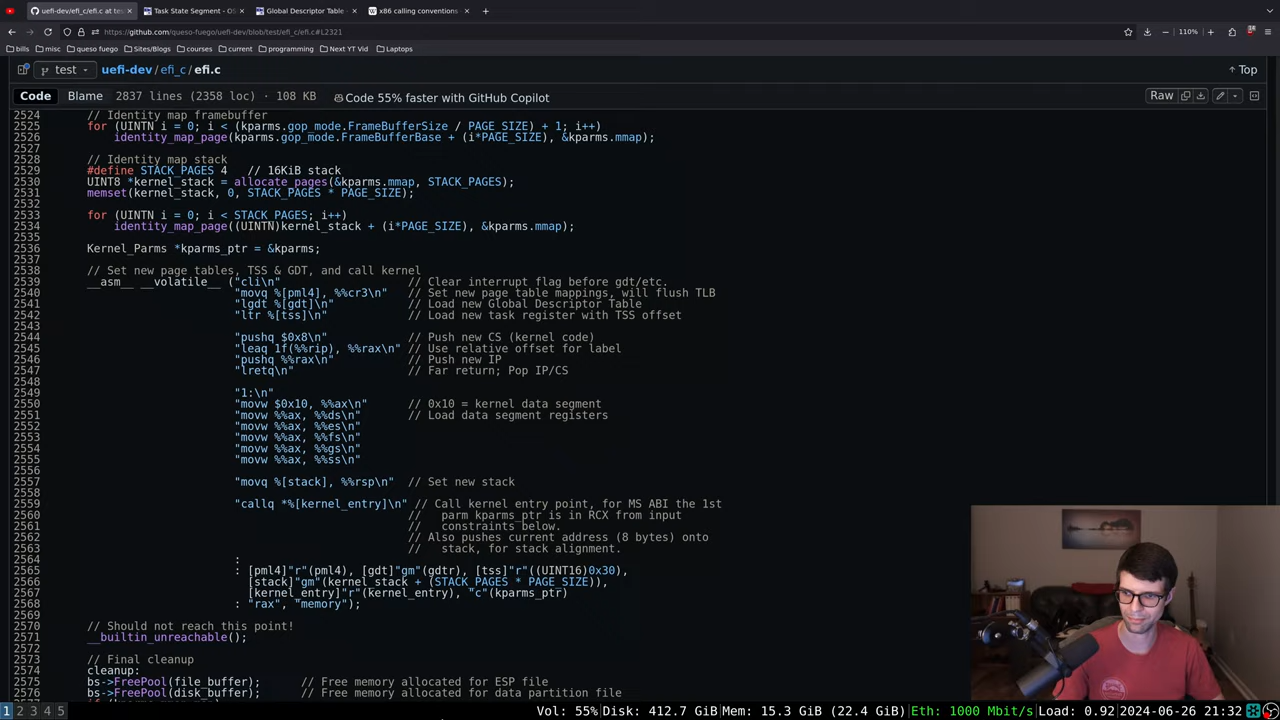 uefi-dev/efi_c/efi.c at tes × Task State Segment - OS × Global Descriptor Table × W x86 calling conventions × +
https://github.com/queso-fuego/uefi-dev/blob/test/efi_c/efi.c#L2321 110%
bills misc queso fuego Sites/Blogs courses current programming Next YT Vid Laptops
test uefi-dev / efi_c / efi.c Top
Code Blame 2837 lines (2358 loc) · 108 KB Code 55% faster with GitHub Copilot Raw
2524 // Identity map framebuffer
2525 for (UINTN i = 0; i < (kparms.gop_mode.FrameBufferSize / PAGE_SIZE) + 1; i++)
2526 identity_map_page(kparms.gop_mode.FrameBufferBase + (i*PAGE_SIZE), &kparms.mmap);
2527
2528 // Identity map stack
2529 #define STACK_PAGES 4 // 16KiB stack
2530 UINT8 *kernel_stack = allocate_pages(&kparms.mmap, STACK_PAGES);
2531 memset(kernel_stack, 0, STACK_PAGES * PAGE_SIZE);
2532
2533 for (UINTN i = 0; i < STACK_PAGES; i++)
2534 identity_map_page((UINTN)kernel_stack + (i*PAGE_SIZE), &kparms.mmap);
2535
2536 Kernel_Parms *kparms_ptr = &kparms;
2537
2538 // Set new page tables, TSS & GDT, and call kernel
2539 __asm__ __volatile__ ("cli\n" // Clear interrupt flag before gdt/etc.
2540 "movq %[pml4], %%cr3\n" // Set new page table mappings, will flush TLB
2541 "lgdt %[gdt]\n" // Load new Global Descriptor Table
2542 "ltr %[tss]\n" // Load new task register with TSS offset
2543
2544 "pushq $0x8\n" // Push new CS (kernel code)
2545 "leaq 1f(%%rip), %%rax\n" // Use relative offset for label
2546 "pushq %%rax\n" // Push new IP
2547 "lretq\n" // Far return; Pop IP/CS
2548
2549 "1:\n"
2550 "movw $0x10, %%ax\n" // 0x10 = kernel data segment
2551 "movw %%ax, %%ds\n" // Load data segment registers
2552 "movw %%ax, %%es\n"
2553 "movw %%ax, %%fs\n"
2554 "movw %%ax, %%gs\n"
2555 "movw %%ax, %%ss\n"
2556
2557 "movq %[stack], %%rsp\n" // Set new stack
2558
2559 "callq *%[kernel_entry]\n" // Call kernel entry point, for MS ABI the 1st
2560 // parm kparms_ptr is in RCX from input
2561 // constraints below.
2562 // Also pushes current address (8 bytes) onto
2563 // stack, for stack alignment.
2564 :
2565 : [pml4]"r"(pml4), [gdt]"gm"(gdtr), [tss]"r"((UINT16)0x30),
2566 [stack]"gm"(kernel_stack + (STACK_PAGES * PAGE_SIZE)),
2567 [kernel_entry]"r"(kernel_entry), "c"(kparms_ptr)
2568 : "rax", "memory");
2569
2570 // Should not reach this point!
2571 __builtin_unreachable();
2572
2573 // Final cleanup
2574 cleanup:
2575 bs->FreePool(file_buffer); // Free memory allocated for ESP file
2576 bs->FreePool(disk_buffer); // Free memory allocated for data partition file
1 2 3 4 5 Vol: 55% Disk: 412.7 GiB Mem: 15.3 GiB (22.4 GiB) Eth: 1000 Mbit/s Load: 0.92 2024-06-26 21:32